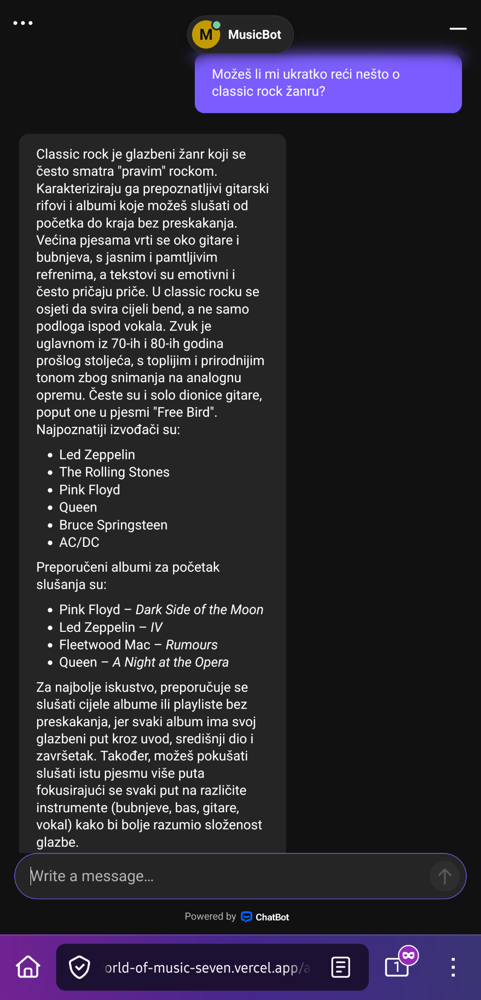 M MusicBot
Možeš li mi ukratko reći nešto o
classic rock žanru?
Classic rock je glazbeni žanr koji se
često smatra "pravim" rockom.
Karakteriziraju ga prepoznatljivi gitarski
rifovi i albumi koje možeš slušati od
početka do kraja bez preskakanja.
Većina pjesama vrti se oko gitare i
bubnjeva, s jasnim i pamtljivim
refrenima, a tekstovi su emotivni i
često pričaju priče. U classic rocku se
osjeti da svira cijeli bend, a ne samo
podloga ispod vokala. Zvuk je
uglavnom iz 70-ih i 80-ih godina
prošlog stoljeća, s toplijim i prirodnijim
tonom zbog snimanja na analognu
opremu. Česte su i solo dionice gitare,
poput one u pjesmi "Free Bird".
Najpoznatiji izvođači su:
• Led Zeppelin
• The Rolling Stones
• Pink Floyd
• Queen
• Bruce Springsteen
• AC/DC
Preporučeni albumi za početak
slušanja su:
• Pink Floyd – Dark Side of the Moon
• Led Zeppelin – IV
• Fleetwood Mac – Rumours
• Queen – A Night at the Opera
Za najbolje iskustvo, preporučuje se
slušati cijele albume ili playliste bez
preskakanja, jer svaki album ima svoj
glazbeni put kroz uvod, središnji dio i
završetak. Također, možeš pokušati
slušati istu pjesmu više puta
fokusirajući se svaki put na različite
instrumente (bubnjeve, bas, gitare,
vokal) kako bi bolje razumio složenost
glazbe.
Write a message...
Powered by ChatBot
orld-of-music-seven.vercel.app/a
1